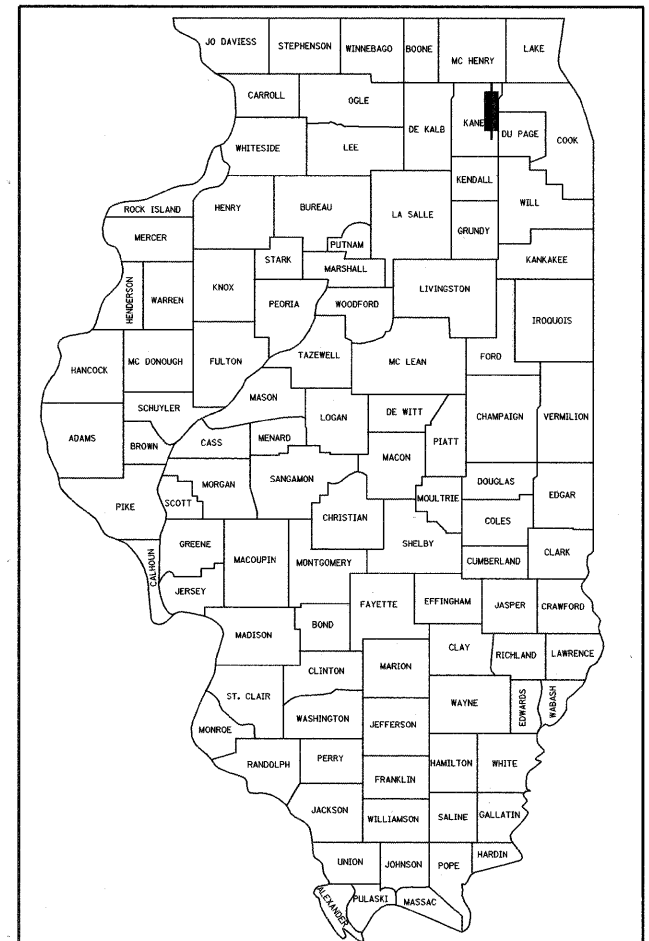 JO DAVIESS STEPHENSON WINNEBAGO BOONE MC HENRY LAKE
CARROLL OGLE DE KALB KANE DU PAGE COOK
WHITESIDE LEE
KENDALL
ROCK ISLAND HENRY BUREAU LA SALLE WILL
MERCER PUTNAM GRUNDY
STARK MARSHALL KANKAKEE
HENDERSON WARREN KNOX PEORIA WOODFORD LIVINGSTON
IROQUOIS
HANCOCK MC DONOUGH FULTON TAZEWELL MC LEAN FORD
MASON
SCHUYLER LOGAN DE WITT CHAMPAIGN VERMILION
ADAMS BROWN CASS MENARD PIATT
MACON
MORGAN SANGAMON DOUGLAS
PIKE SCOTT CHRISTIAN MOULTRIE EDGAR
COLES
GREENE SHELBY
CALHOUN MACOUPIN MONTGOMERY CUMBERLAND CLARK
JERSEY
FAYETTE EFFINGHAM JASPER CRAWFORD
MADISON BOND
CLAY
CLINTON MARION RICHLAND LAWRENCE
ST. CLAIR WAYNE EDWARDS WABASH
WASHINGTON JEFFERSON
MONROE
RANDOLPH PERRY HAMILTON WHITE
FRANKLIN
JACKSON WILLIAMSON SALINE GALLATIN
UNION JOHNSON POPE HARDIN
ALEXANDER PULASKI MASSAC